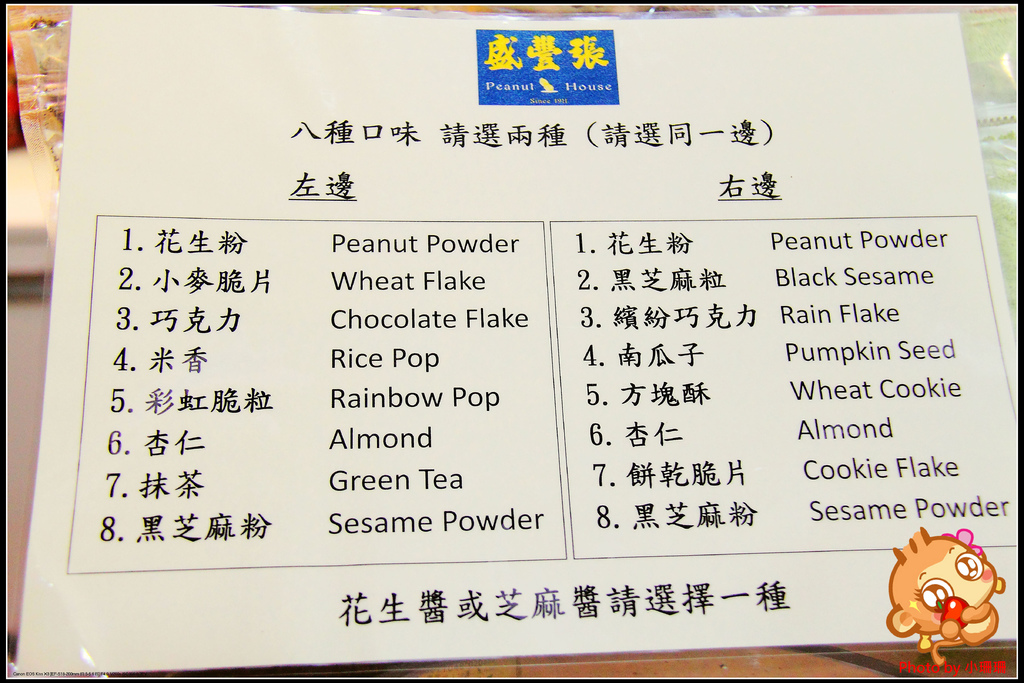 盛豐張
Peanut House
Since 1911
八種口味 請選兩種（請選同一邊）
左邊
1. 花生粉 Peanut Powder
2. 小麥脆片 Wheat Flake
3. 巧克力 Chocolate Flake
4. 米香 Rice Pop
5. 彩虹脆粒 Rainbow Pop
6. 杏仁 Almond
7. 抹茶 Green Tea
8. 黑芝麻粉 Sesame Powder
右邊
1. 花生粉 Peanut Powder
2. 黑芝麻粒 Black Sesame
3. 繽紛巧克力 Rain Flake
4. 南瓜子 Pumpkin Seed
5. 方塊酥 Wheat Cookie
6. 杏仁 Almond
7. 餅乾脆片 Cookie Flake
8. 黑芝麻粉 Sesame Powder
花生醬或芝麻醬請選擇一種
Photo by 小環環